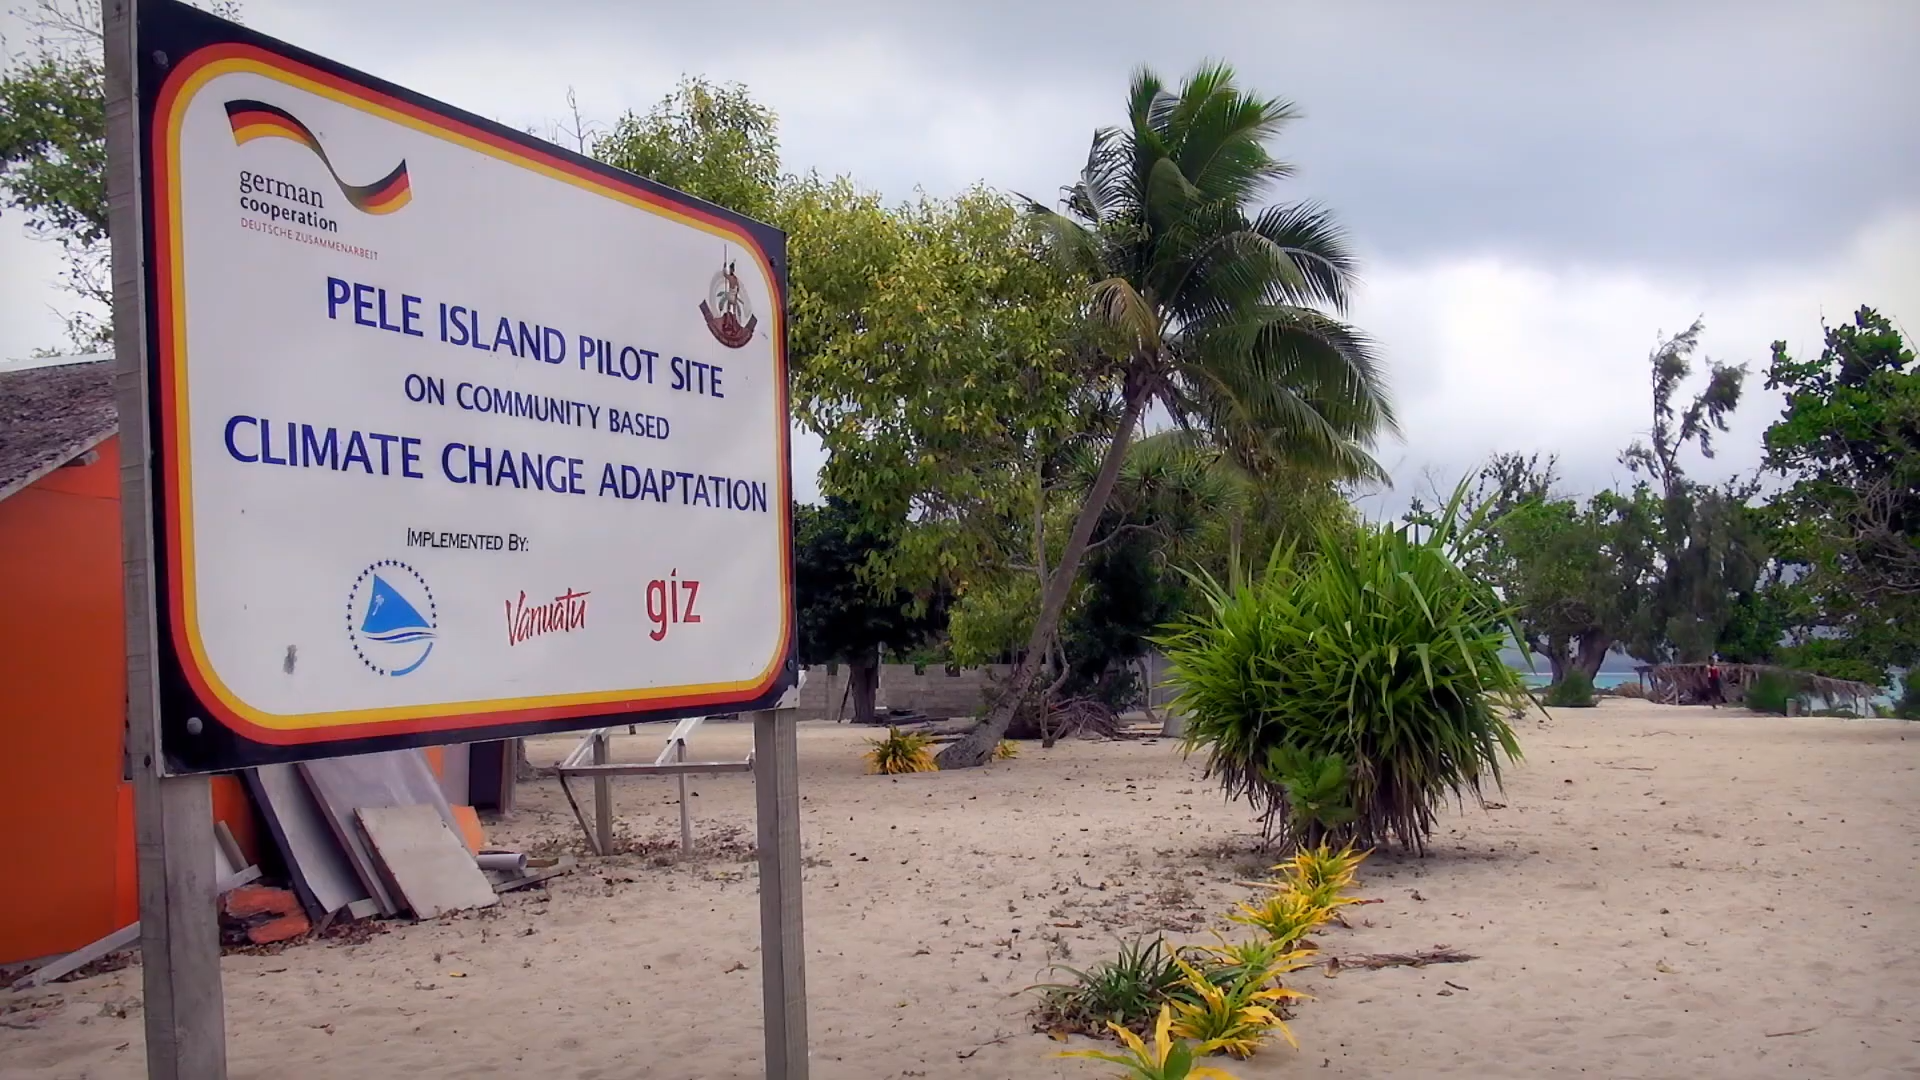 german
cooperation
DEUTSCHE ZUSAMMENARBEIT
PELE ISLAND PILOT SITE
ON COMMUNITY BASED
CLIMATE CHANGE ADAPTATION
IMPLEMENTED BY:
Vanuatu
giz